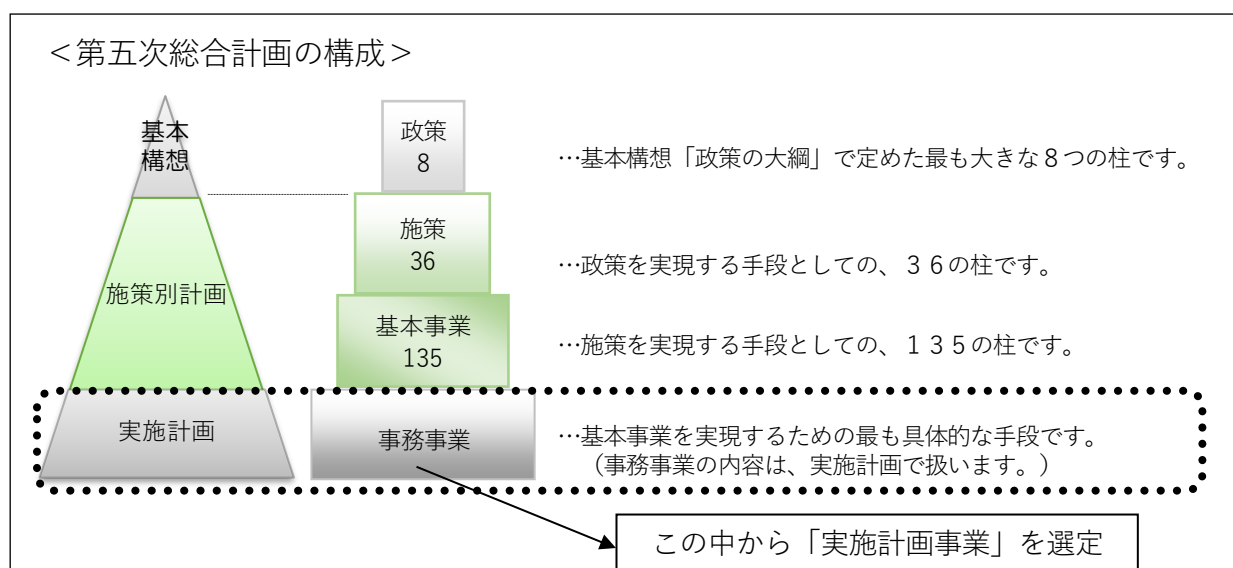 ＜第五次総合計画の構成＞
基本
構想
政策
8
…基本構想「政策の大綱」で定めた最も大きな８つの柱です。
施策別計画
施策
36
…政策を実現する手段としての、３６の柱です。
基本事業
135
…施策を実現する手段としての、１３５の柱です。
実施計画
事務事業
…基本事業を実現するための最も具体的な手段です。
（事務事業の内容は、実施計画で扱います。）
この中から「実施計画事業」を選定